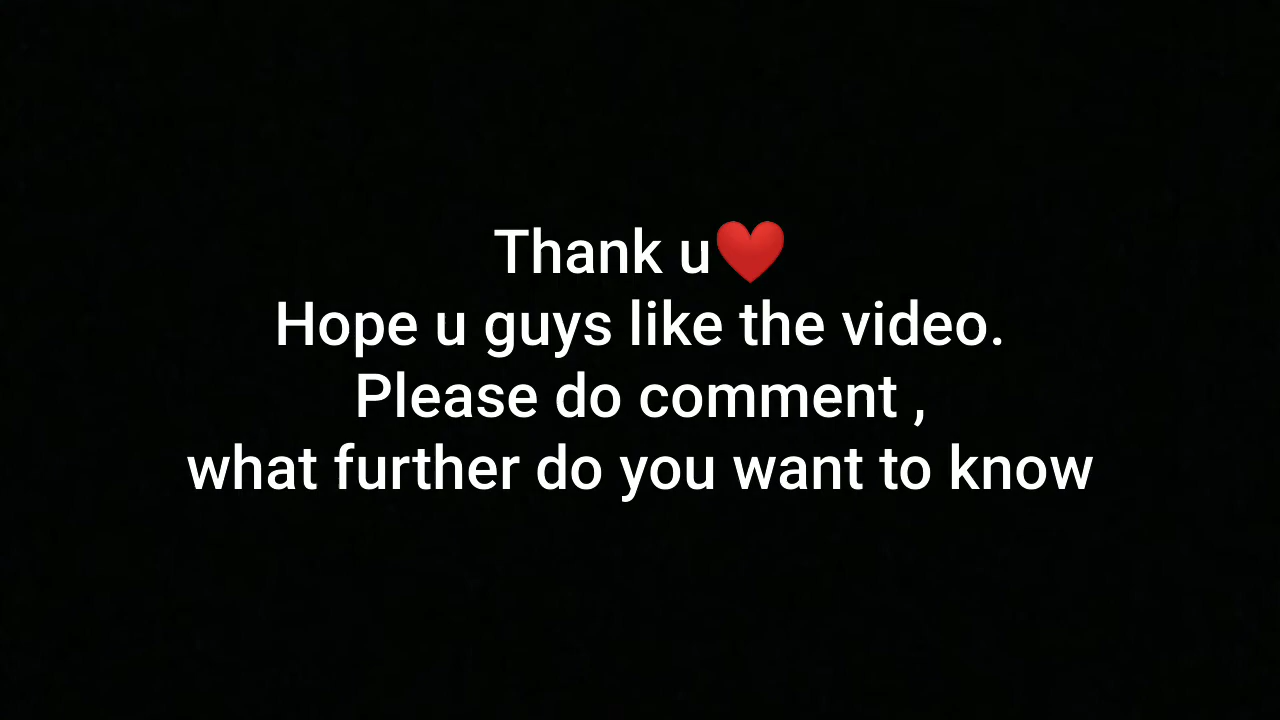 Thank u❤️
Hope u guys like the video.
Please do comment ,
what further do you want to know